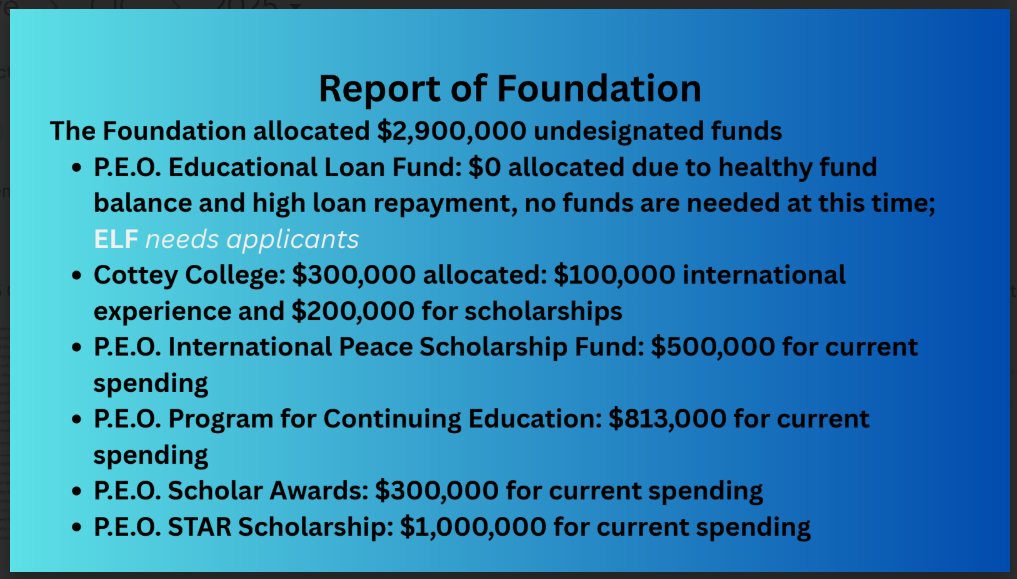 Report of Foundation
The Foundation allocated $2,900,000 undesignated funds
• P.E.O. Educational Loan Fund: $0 allocated due to healthy fund
balance and high loan repayment, no funds are needed at this time;
ELF needs applicants
• Cottey College: $300,000 allocated: $100,000 international
experience and $200,000 for scholarships
• P.E.O. International Peace Scholarship Fund: $500,000 for current
spending
• P.E.O. Program for Continuing Education: $813,000 for current
spending
• P.E.O. Scholar Awards: $300,000 for current spending
• P.E.O. STAR Scholarship: $1,000,000 for current spending